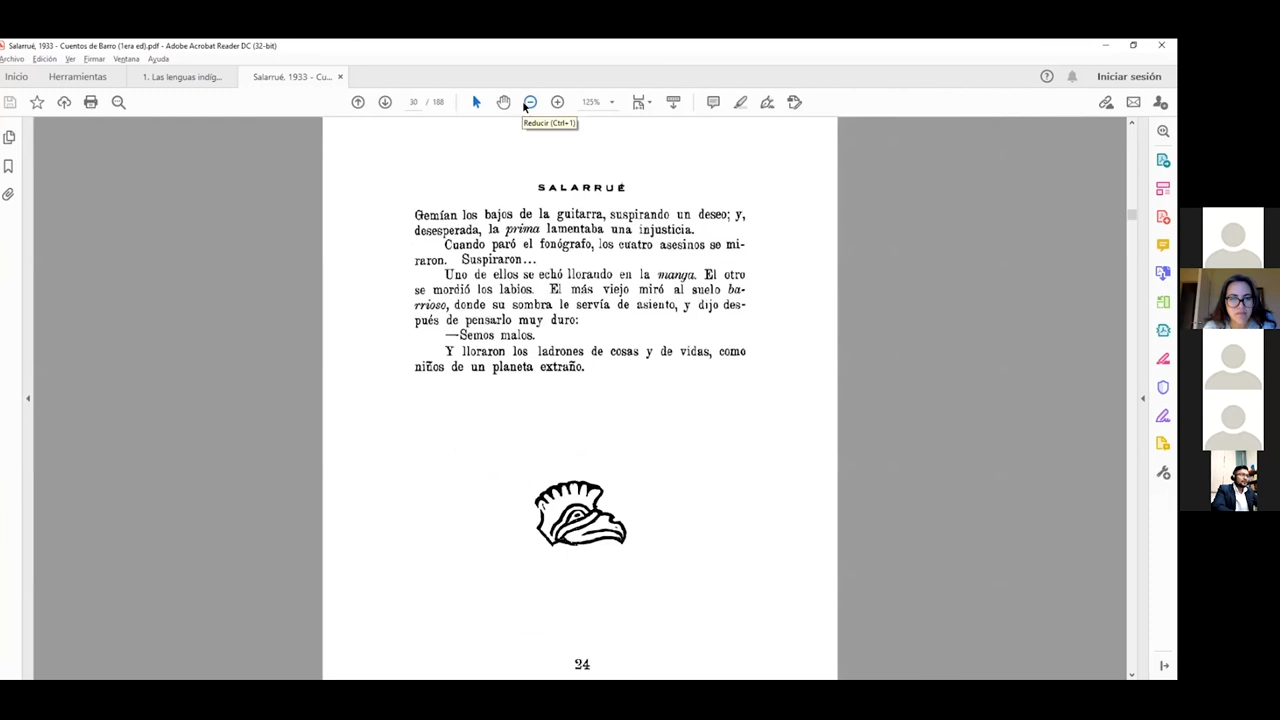 Salarrué, 1933 - Cuentos de Barro (1era ed).pdf - Adobe Acrobat Reader DC (32-bit)
Archivo Edición Ver Firmar Ventana Ayuda
Inicio Herramientas 1. Las lenguas indíg... Salarrué, 1933 - Cu... × Iniciar sesión
30 / 188 125%
Reducir (Ctrl+1)
SALARRUÉ
Gemían los bajos de la guitarra, suspirando un deseo; y,
desesperada, la prima lamentaba una injusticia.
Cuando paró el fonógrafo, los cuatro asesinos se mi-
raron. Suspiraron...
Uno de ellos se echó llorando en la manga. El otro
se mordió los labios. El más viejo miró al suelo ba-
rrioso, donde su sombra le servía de asiento, y dijo des-
pués de pensarlo muy duro:
—Semos malos.
Y lloraron los ladrones de cosas y de vidas, como
niños de un planeta extraño.
24